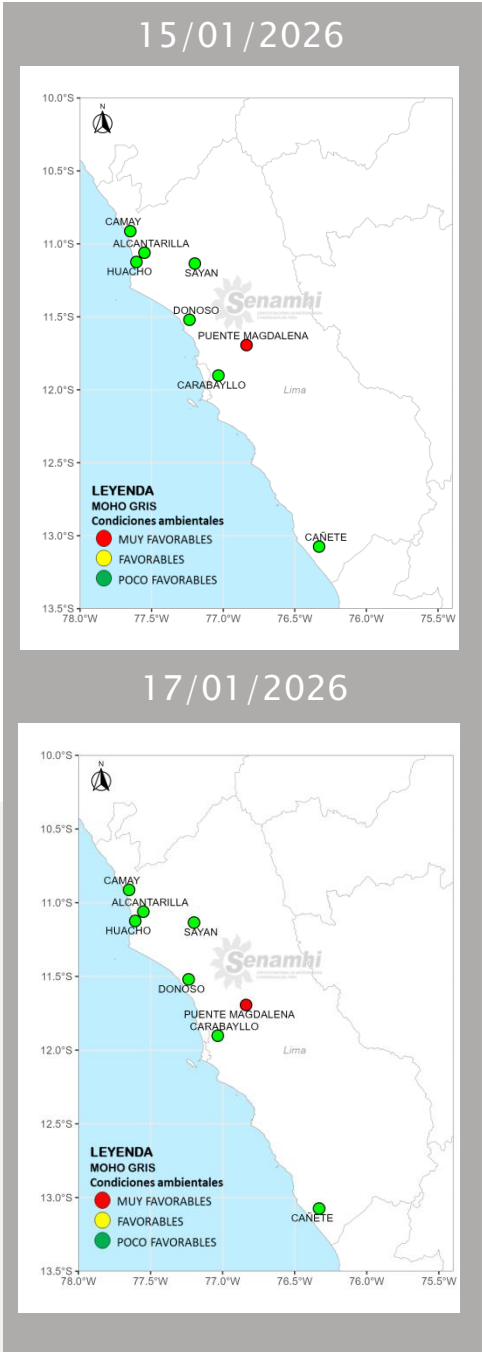 15/01/2026
10.0°S
N
10.5°S
CAMAY
11.0°S
ALCANTARILLA
HUACHO
SAYAN
Senamhi
11.5°S
DONOSO
PUENTE MAGDALENA
12.0°S
CARABAYLLO
Lima
12.5°S
LEYENDA
MOHO GRIS
Condiciones ambientales
MUY FAVORABLES
FAVORABLES
POCO FAVORABLES
13.0°S
CAÑETE
13.5°S
78.0°W 77.5°W 77.0°W 76.5°W 76.0°W 75.5°W
17/01/2026
10.0°S
N
10.5°S
CAMAY
11.0°S
ALCANTARILLA
HUACHO
SAYAN
Senamhi
11.5°S
DONOSO
PUENTE MAGDALENA
CARABAYLLO
12.0°S
Lima
12.5°S
LEYENDA
MOHO GRIS
Condiciones ambientales
MUY FAVORABLES
FAVORABLES
POCO FAVORABLES
13.0°S
CAÑETE
13.5°S
78.0°W 77.5°W 77.0°W 76.5°W 76.0°W 75.5°W